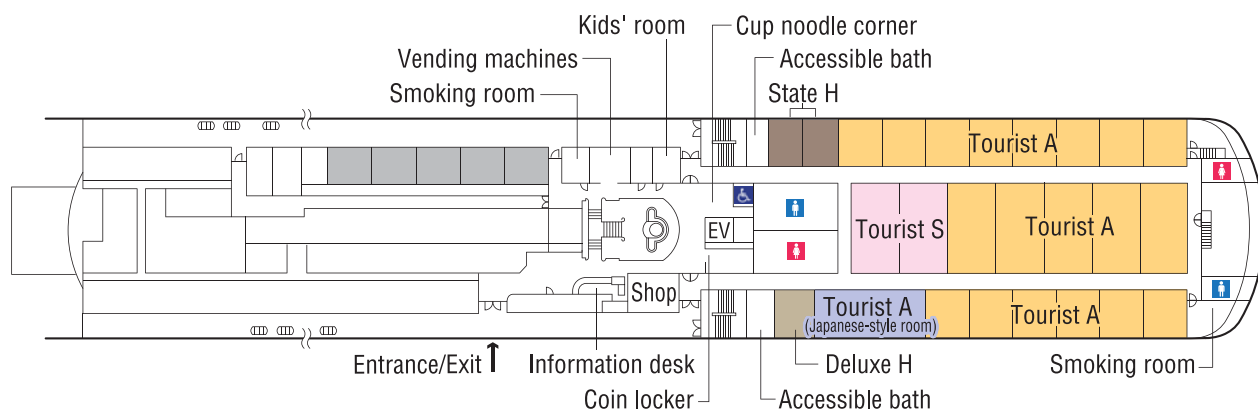 Kids' room
Cup noodle corner
Vending machines
Accessible bath
Smoking room
State H
Tourist A
EV
Tourist S
Tourist A
Shop
Tourist A
(Japanese-style room)
Tourist A
Entrance/Exit
Information desk
Deluxe H
Smoking room
Coin locker
Accessible bath